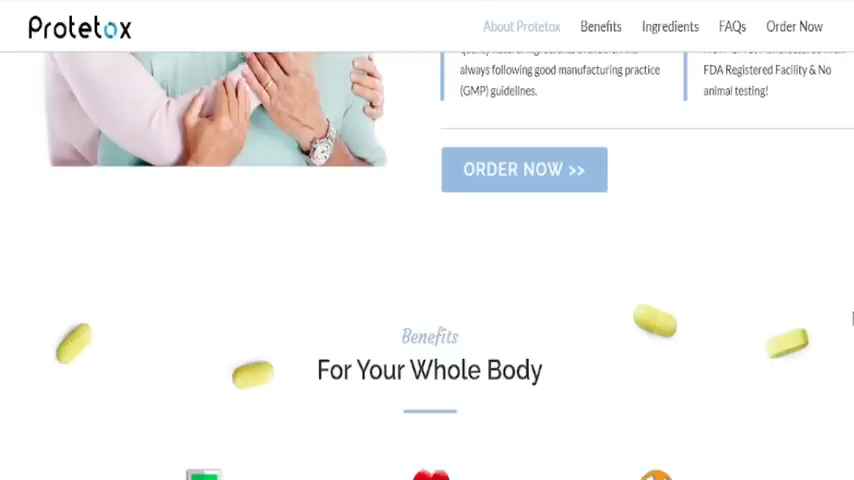 Protetox
About Protetox Benefits Ingredients FAQs Order Now
always following good manufacturing practice
(GMP) guidelines.
FDA Registered Facility & No
animal testing!
ORDER NOW >>
Benefits
For Your Whole Body